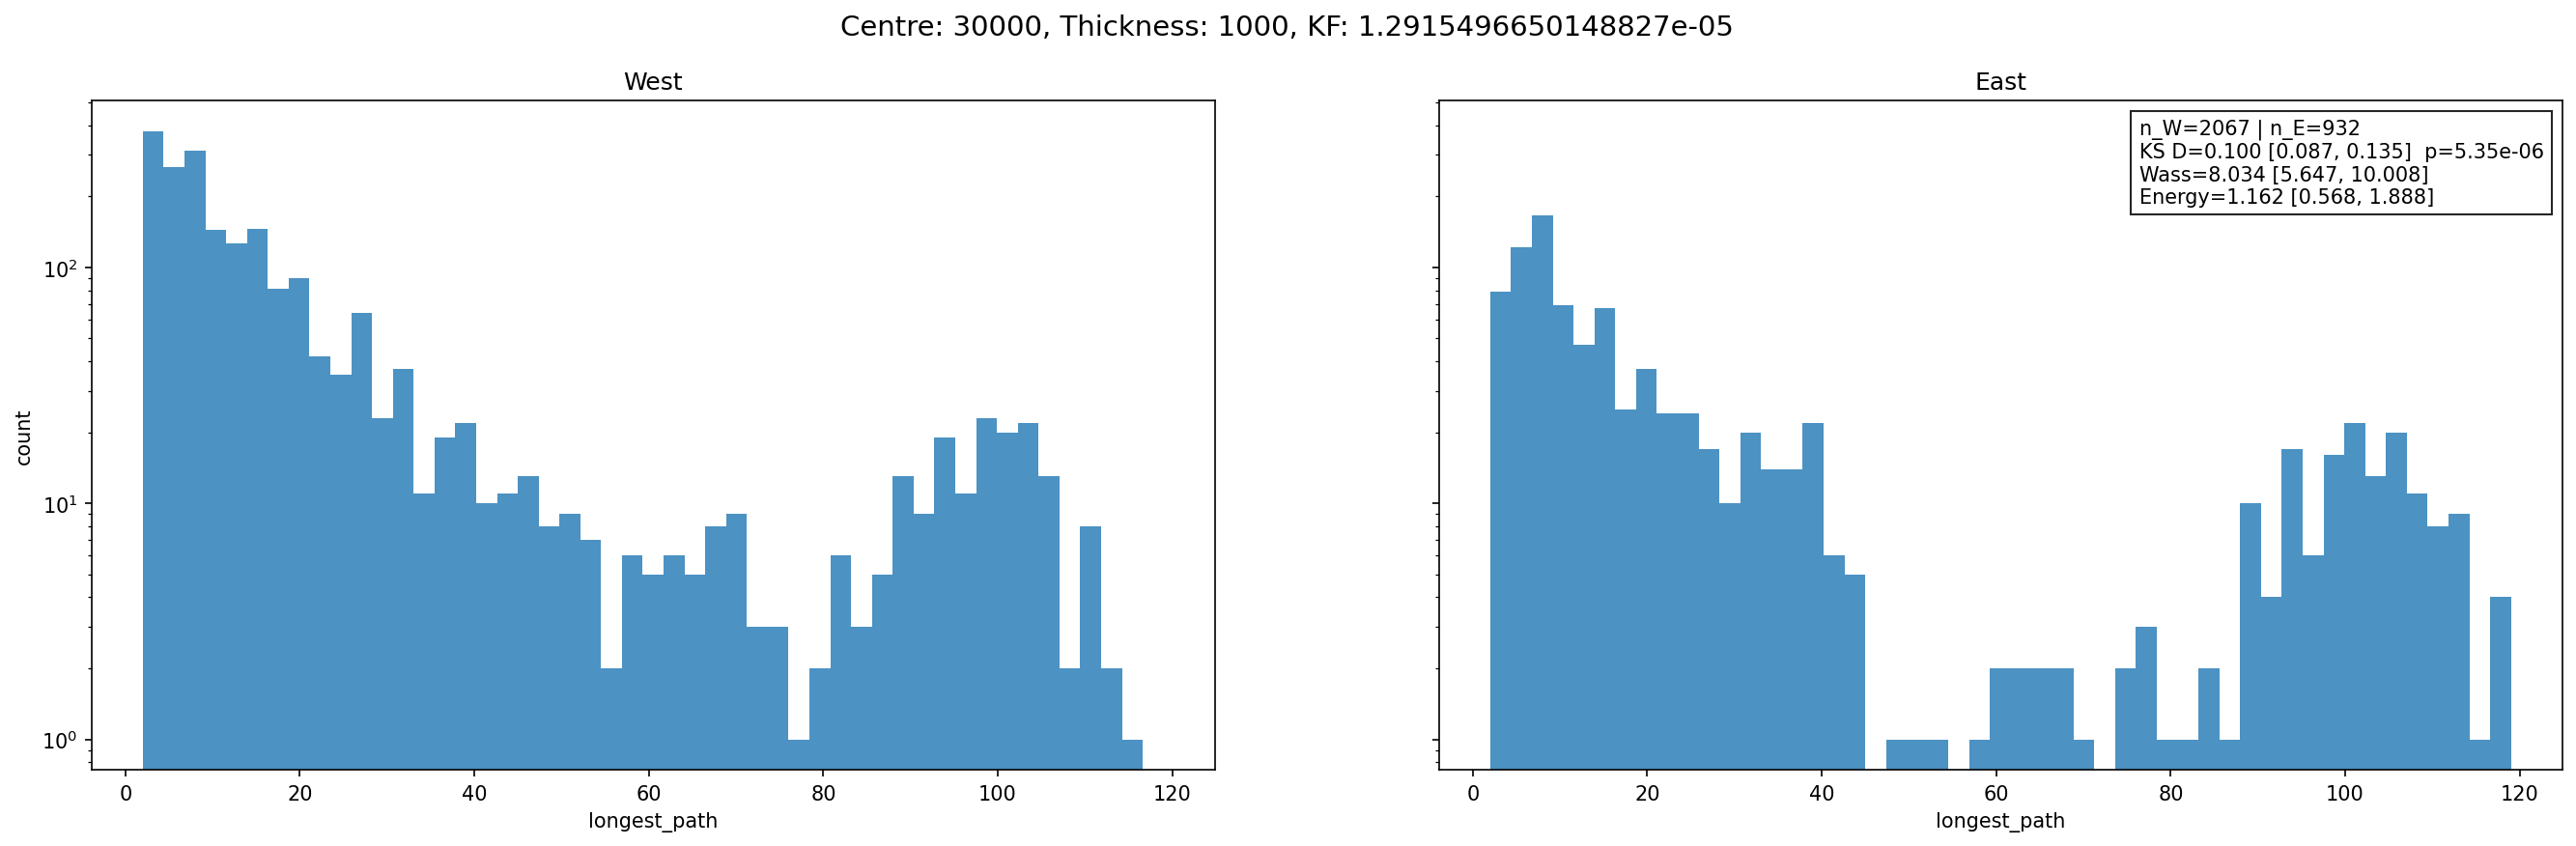 Centre: 30000, Thickness: 1000, KF: 1.2915496650148827e-05
West
East
n_W=2067 | n_E=932
KS D=0.100 [0.087, 0.135]  p=5.35e-06
Wass=8.034 [5.647, 10.008]
Energy=1.162 [0.568, 1.888]
count
10²
10¹
10⁰
0 20 40 60 80 100 120
0 20 40 60 80 100 120
longest_path
longest_path